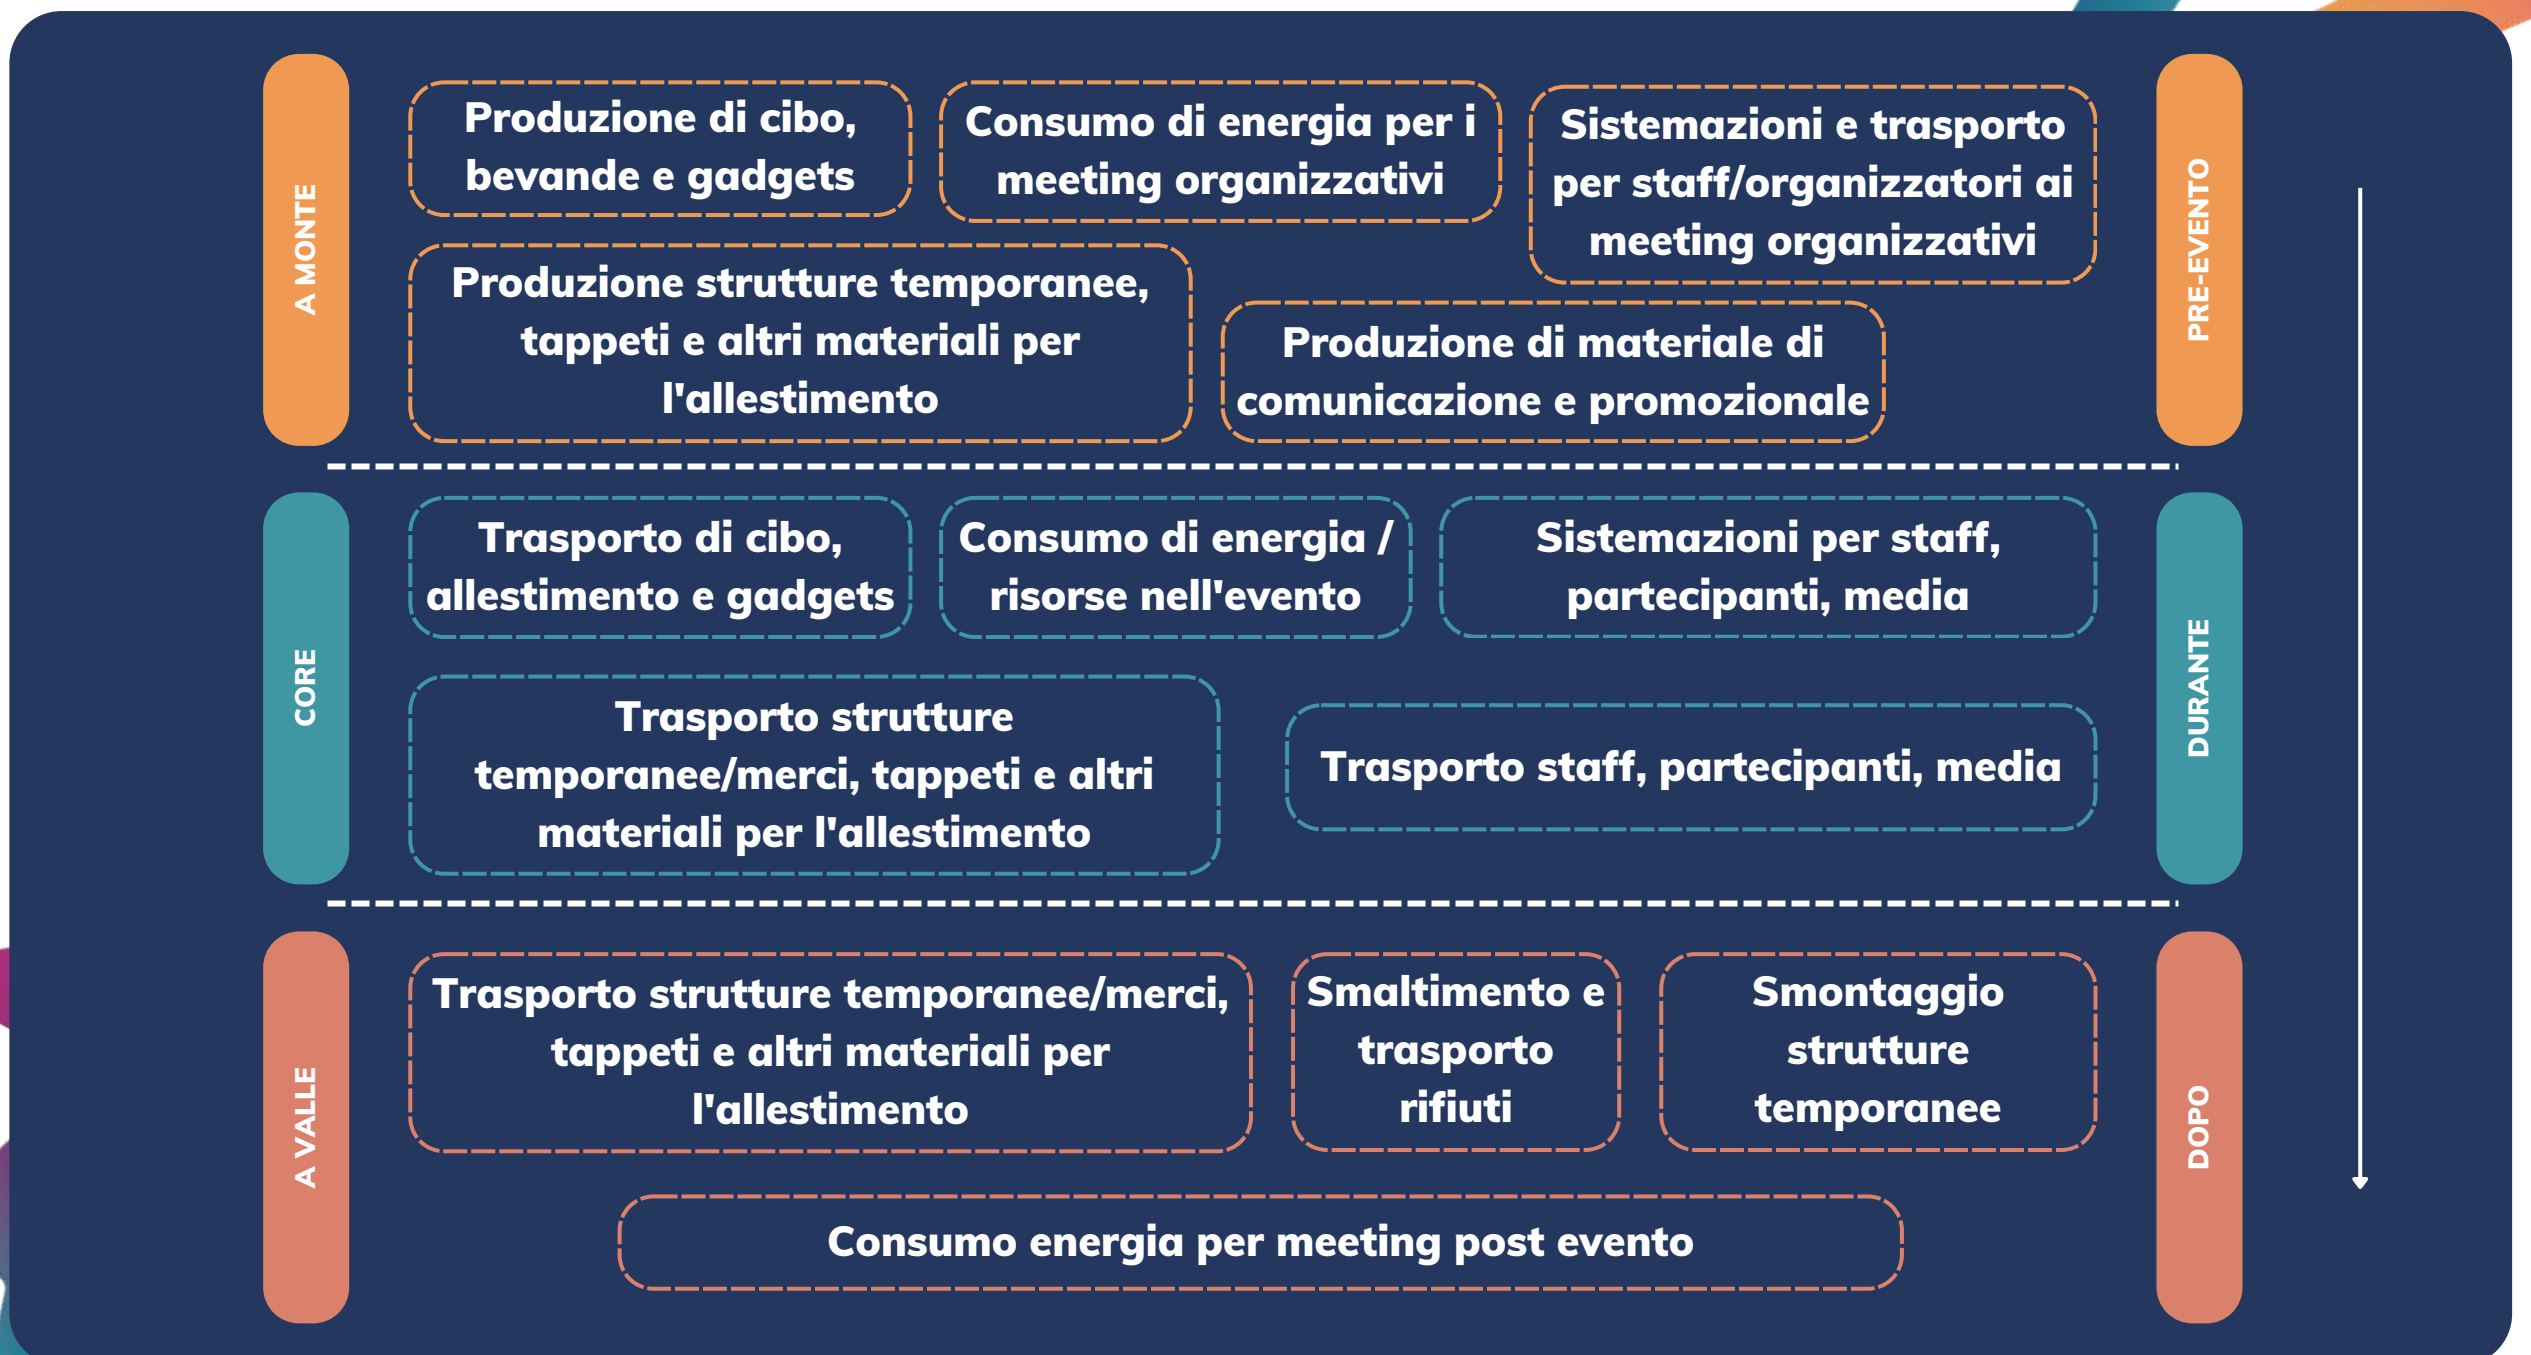 A MONTE
Produzione di cibo,
bevande e gadgets
Consumo di energia per i
meeting organizzativi
Sistemazioni e trasporto
per staff/organizzatori ai
meeting organizzativi
Produzione strutture temporanee,
tappeti e altri materiali per
l'allestimento
Produzione di materiale di
comunicazione e promozionale
PRE-EVENTO
CORE
Trasporto di cibo,
allestimento e gadgets
Consumo di energia /
risorse nell'evento
Sistemazioni per staff,
partecipanti, media
Trasporto strutture
temporanee/merci, tappeti e altri
materiali per l'allestimento
Trasporto staff, partecipanti, media
DURANTE
A VALLE
Trasporto strutture temporanee/merci,
tappeti e altri materiali per
l'allestimento
Smaltimento e
trasporto
rifiuti
Smontaggio
strutture
temporanee
Consumo energia per meeting post evento
DOPO